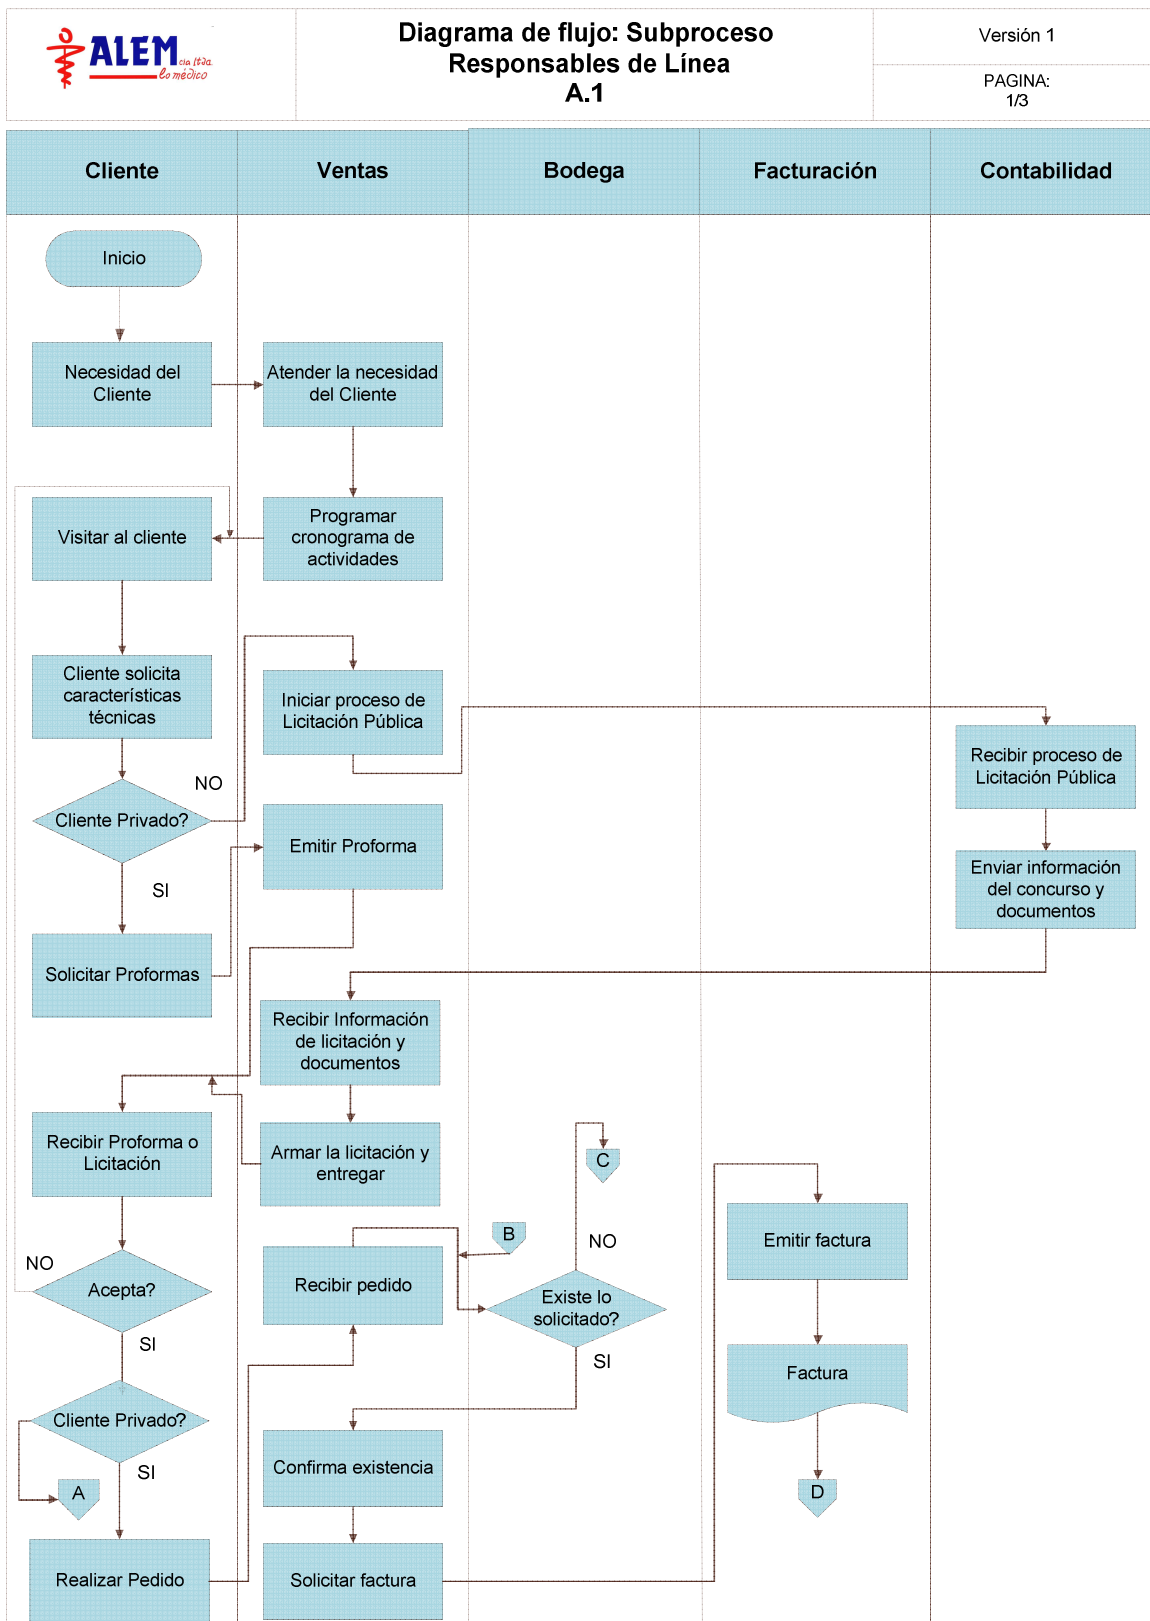 ALEM
cia ltda.
lo médico
Diagrama de flujo: Subproceso
Responsables de Línea
A.1
Versión 1
PAGINA:
1/3
Cliente
Ventas
Bodega
Facturación
Contabilidad
Inicio
Necesidad del
Cliente
Atender la necesidad
del Cliente
Visitar al cliente
Programar
cronograma de
actividades
Cliente solicita
características
técnicas
Iniciar proceso de
Licitación Pública
Recibir proceso de
Licitación Pública
NO
Cliente Privado?
Emitir Proforma
SI
Enviar información
del concurso y
documentos
Solicitar Proformas
Recibir Información
de licitación y
documentos
Recibir Proforma o
Licitación
Armar la licitación y
entregar
C
B
NO
Emitir factura
NO
Acepta?
Recibir pedido
Existe lo
solicitado?
SI
SI
Factura
Cliente Privado?
SI
A
Confirma existencia
D
Realizar Pedido
Solicitar factura